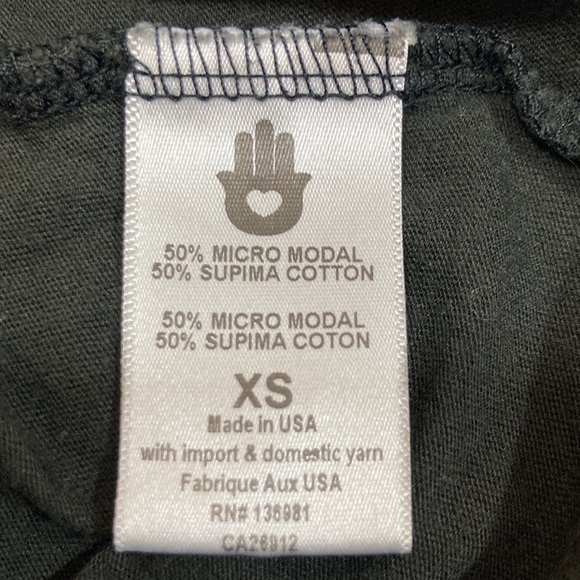 50% MICRO MODAL
50% SUPIMA COTTON
50% MICRO MODAL
50% SUPIMA COTON
XS
Made in USA
with import & domestic yarn
Fabrique Aux USA
RN# 136981
CA26912